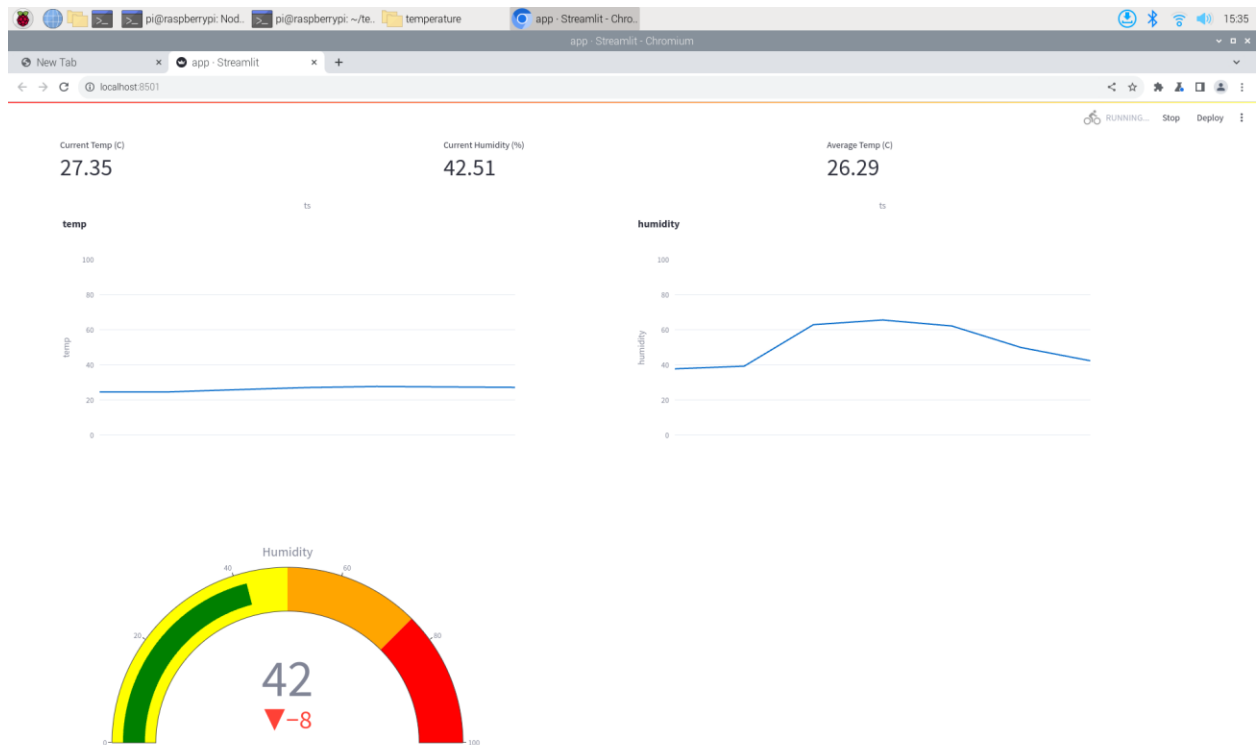 pi@raspberrypi: Nod.. pi@raspberrypi: ~/te.. temperature app - Streamlit - Chro.. 15:35
app - Streamlit - Chromium
New Tab × app · Streamlit × +
localhost:8501
RUNNING... Stop Deploy
Current Temp (C) Current Humidity (%) Average Temp (C)
27.35 42.51 26.29
ts ts
temp humidity
100 100
80 80
60 60
temp humidity
40 40
20 20
0 0
Humidity
40 60
20 80
42
▼−8
0 100